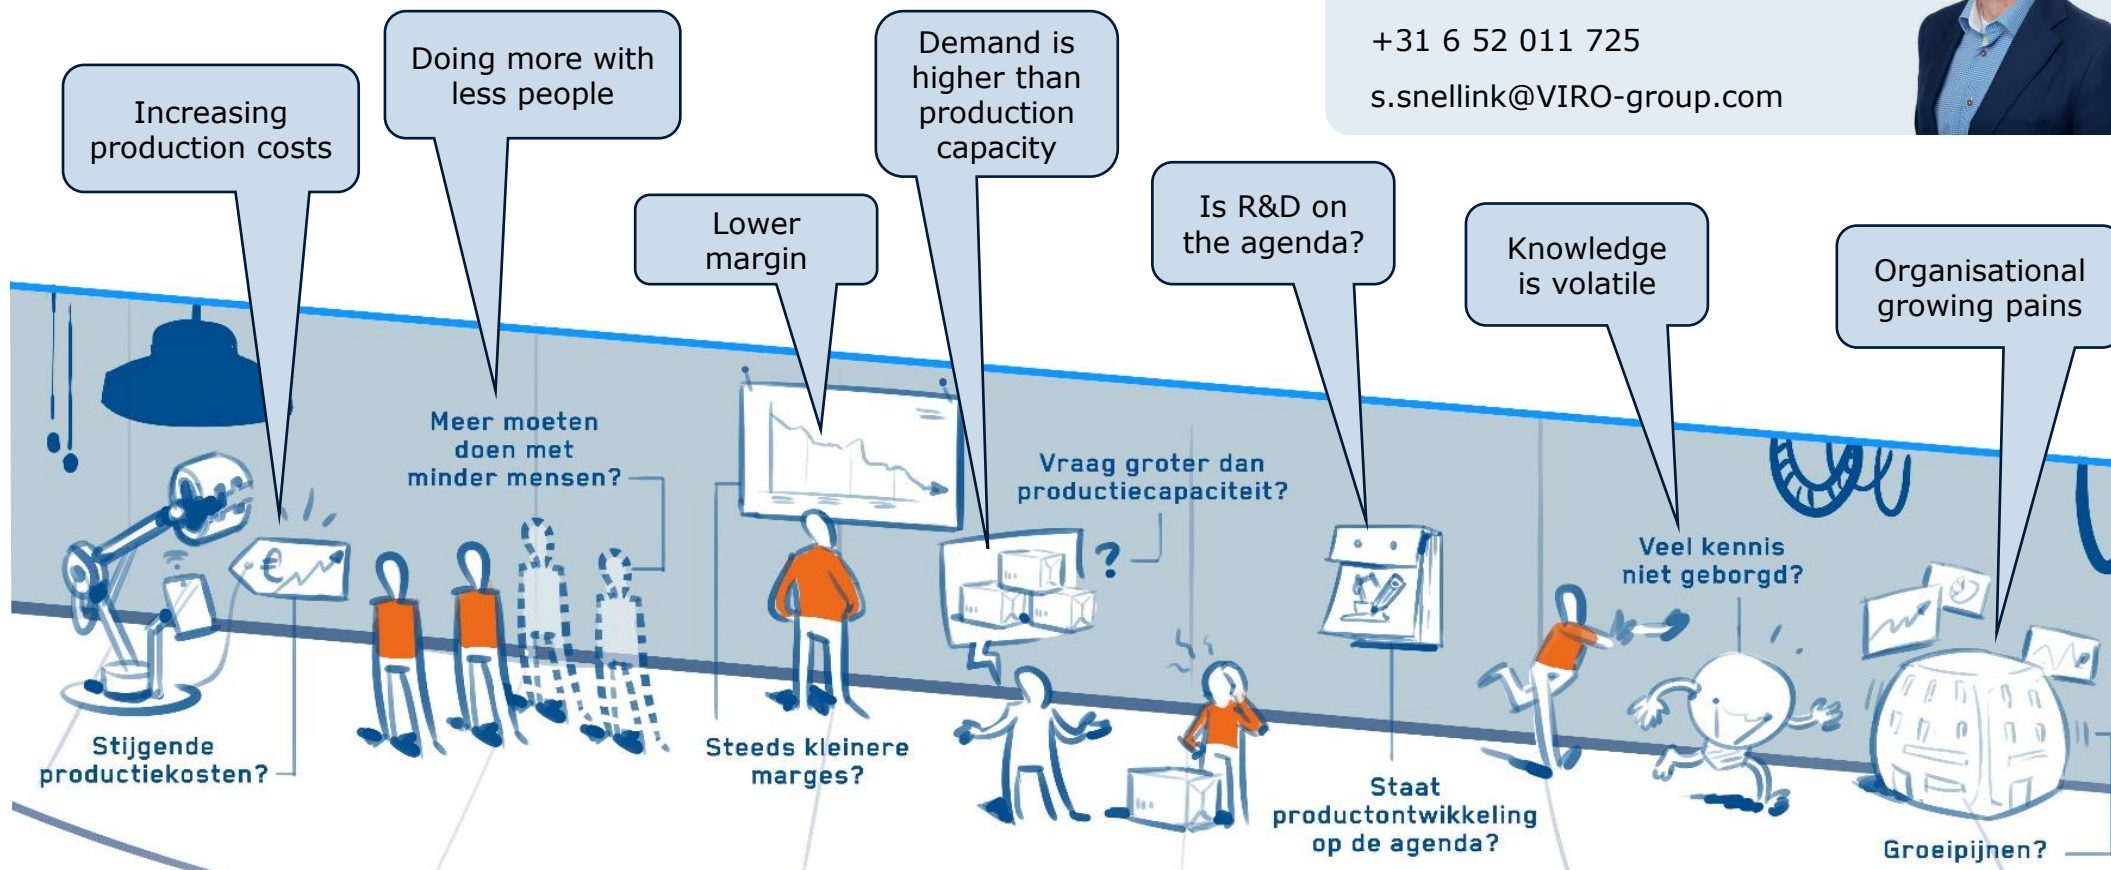 +31 6 52 011 725
s.snellink@VIRO-group.com
Increasing
production costs
Doing more with
less people
Lower
margin
Demand is
higher than
production
capacity
Is R&D on
the agenda?
Knowledge
is volatile
Organisational
growing pains
Stijgende
productiekosten?
Meer moeten
doen met
minder mensen?
Steeds kleinere
marges?
Vraag groter dan
productiecapaciteit?
?
Staat
productontwikkeling
op de agenda?
Veel kennis
niet geborgd?
Groeipijnen?
€